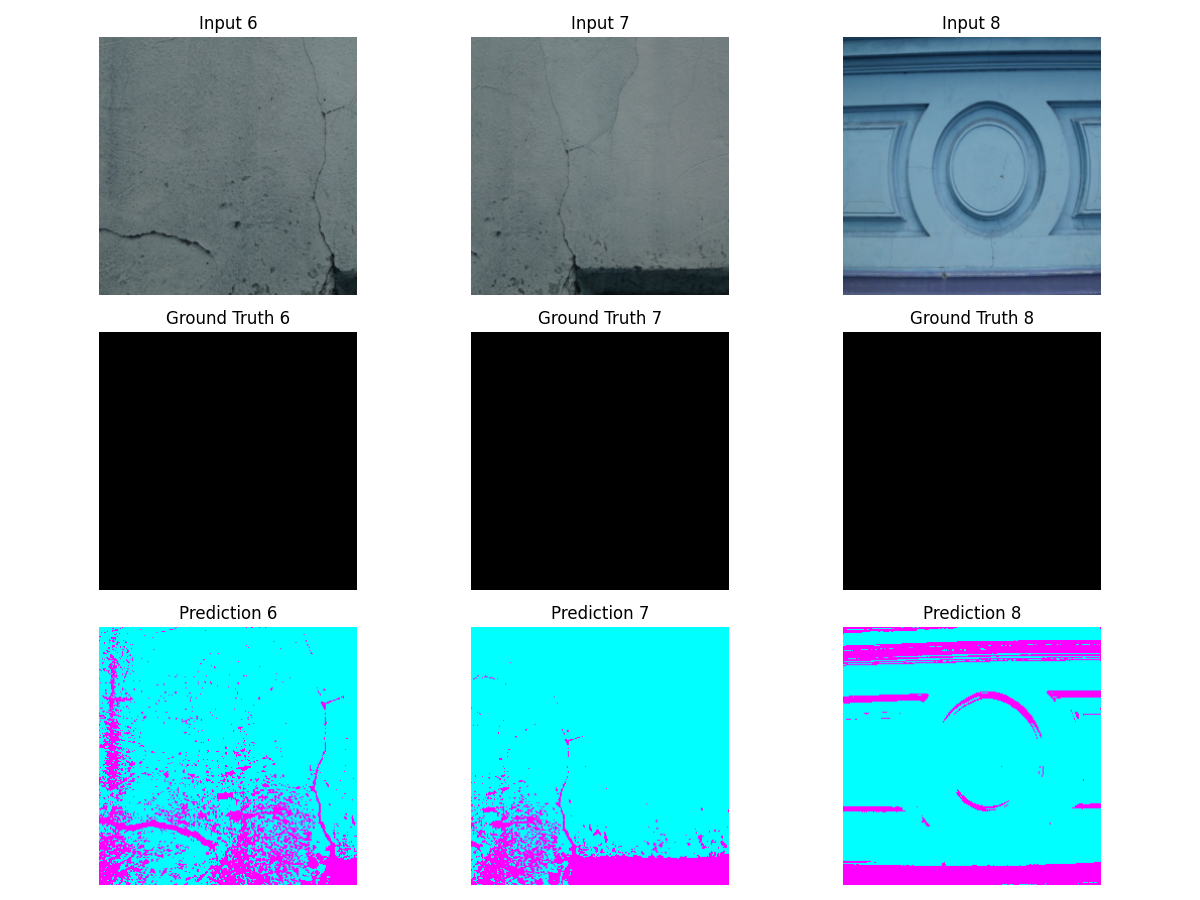 Input 6
Input 7
Input 8
Ground Truth 6
Ground Truth 7
Ground Truth 8
Prediction 6
Prediction 7
Prediction 8